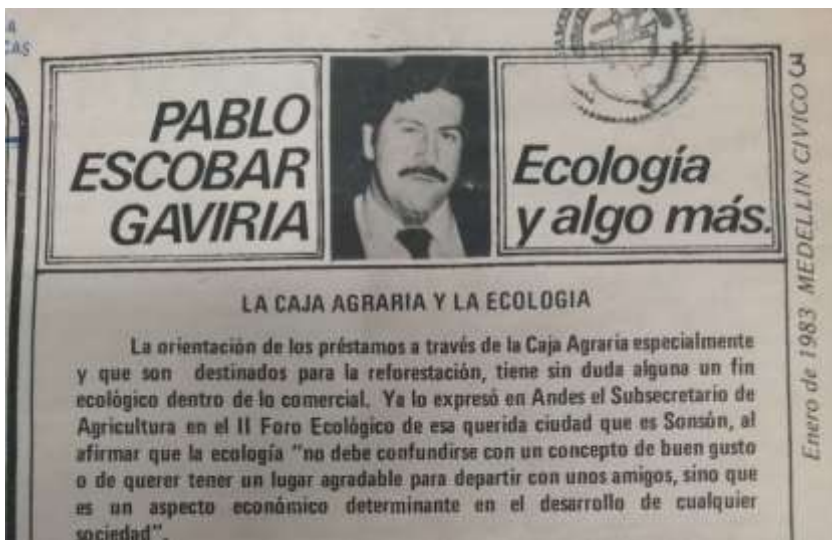 CAS
PABLO
ESCOBAR
GAVIRIA
Ecología
y algo más.
Enero de 1983 MEDELLIN CIVICO 3
LA CAJA AGRARIA Y LA ECOLOGIA
La orientación de los préstamos a través de la Caja Agraria especialmente
y que son destinados para la reforestación, tiene sin duda alguna un fin
ecológico dentro de lo comercial. Ya lo expresó en Andes el Subsecretario de
Agricultura en el II Foro Ecológico de esa querida ciudad que es Sonsón, al
afirmar que la ecología "no debe confundirse con un concepto de buen gusto
o de querer tener un lugar agradable para departir con unos amigos, sino que
es un aspecto económico determinante en el desarrollo de cualquier
sociedad".